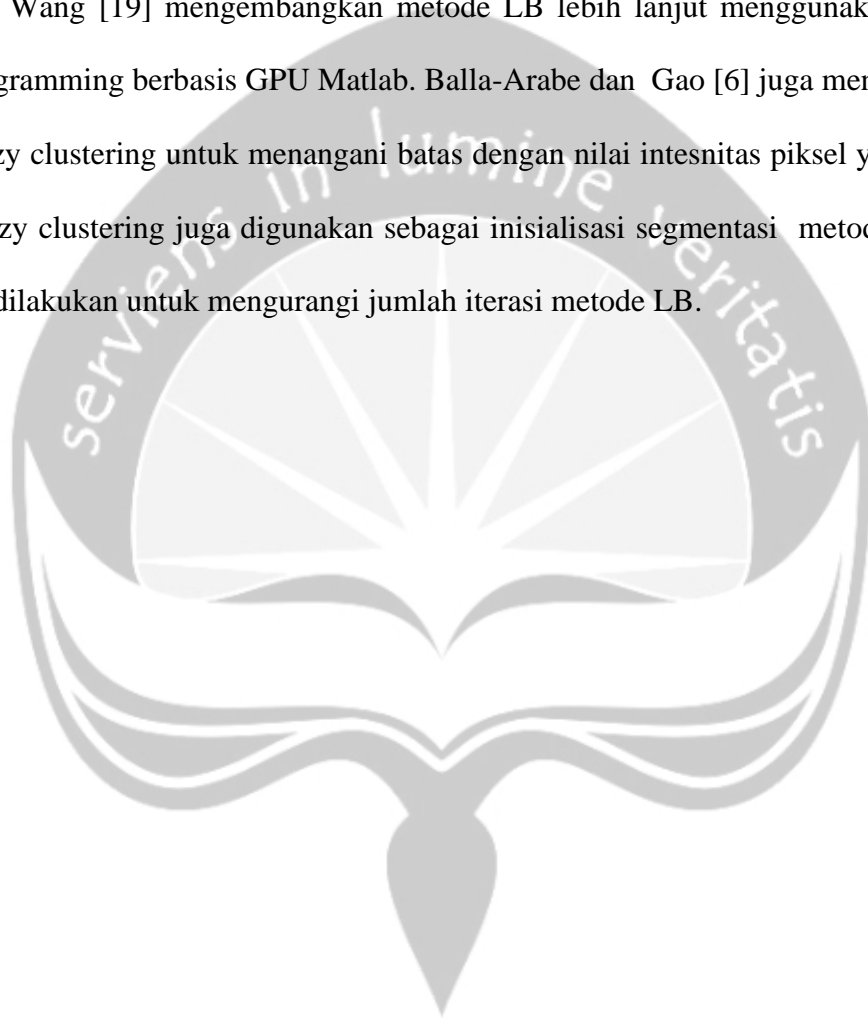 Wang [19] mengembangkan metode LB lebih lanjut menggunak
gramming berbasis GPU Matlab. Balla-Arabe dan Gao [6] juga mer
zy clustering untuk menangani batas dengan nilai intesnitas piksel y
zy clustering juga digunakan sebagai inisialisasi segmentasi metod
dilakukan untuk mengurangi jumlah iterasi metode LB.
serviens in lumine veritatis